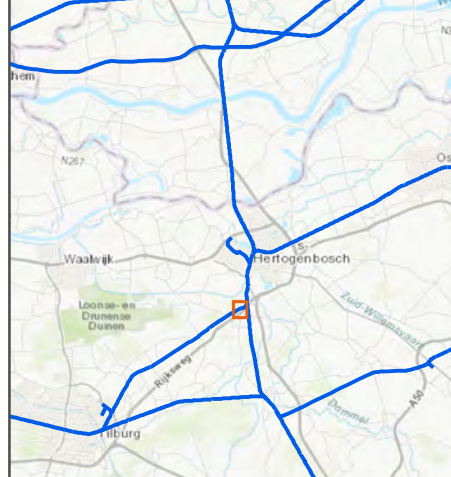 N3
hem
N267
Os
s-
Hertogenbosch
Waalwijk
Loonse- en
Drunense
Duinen
Zuid-Willemsvaart
Rijksweg
A50
Dommel
Tilburg